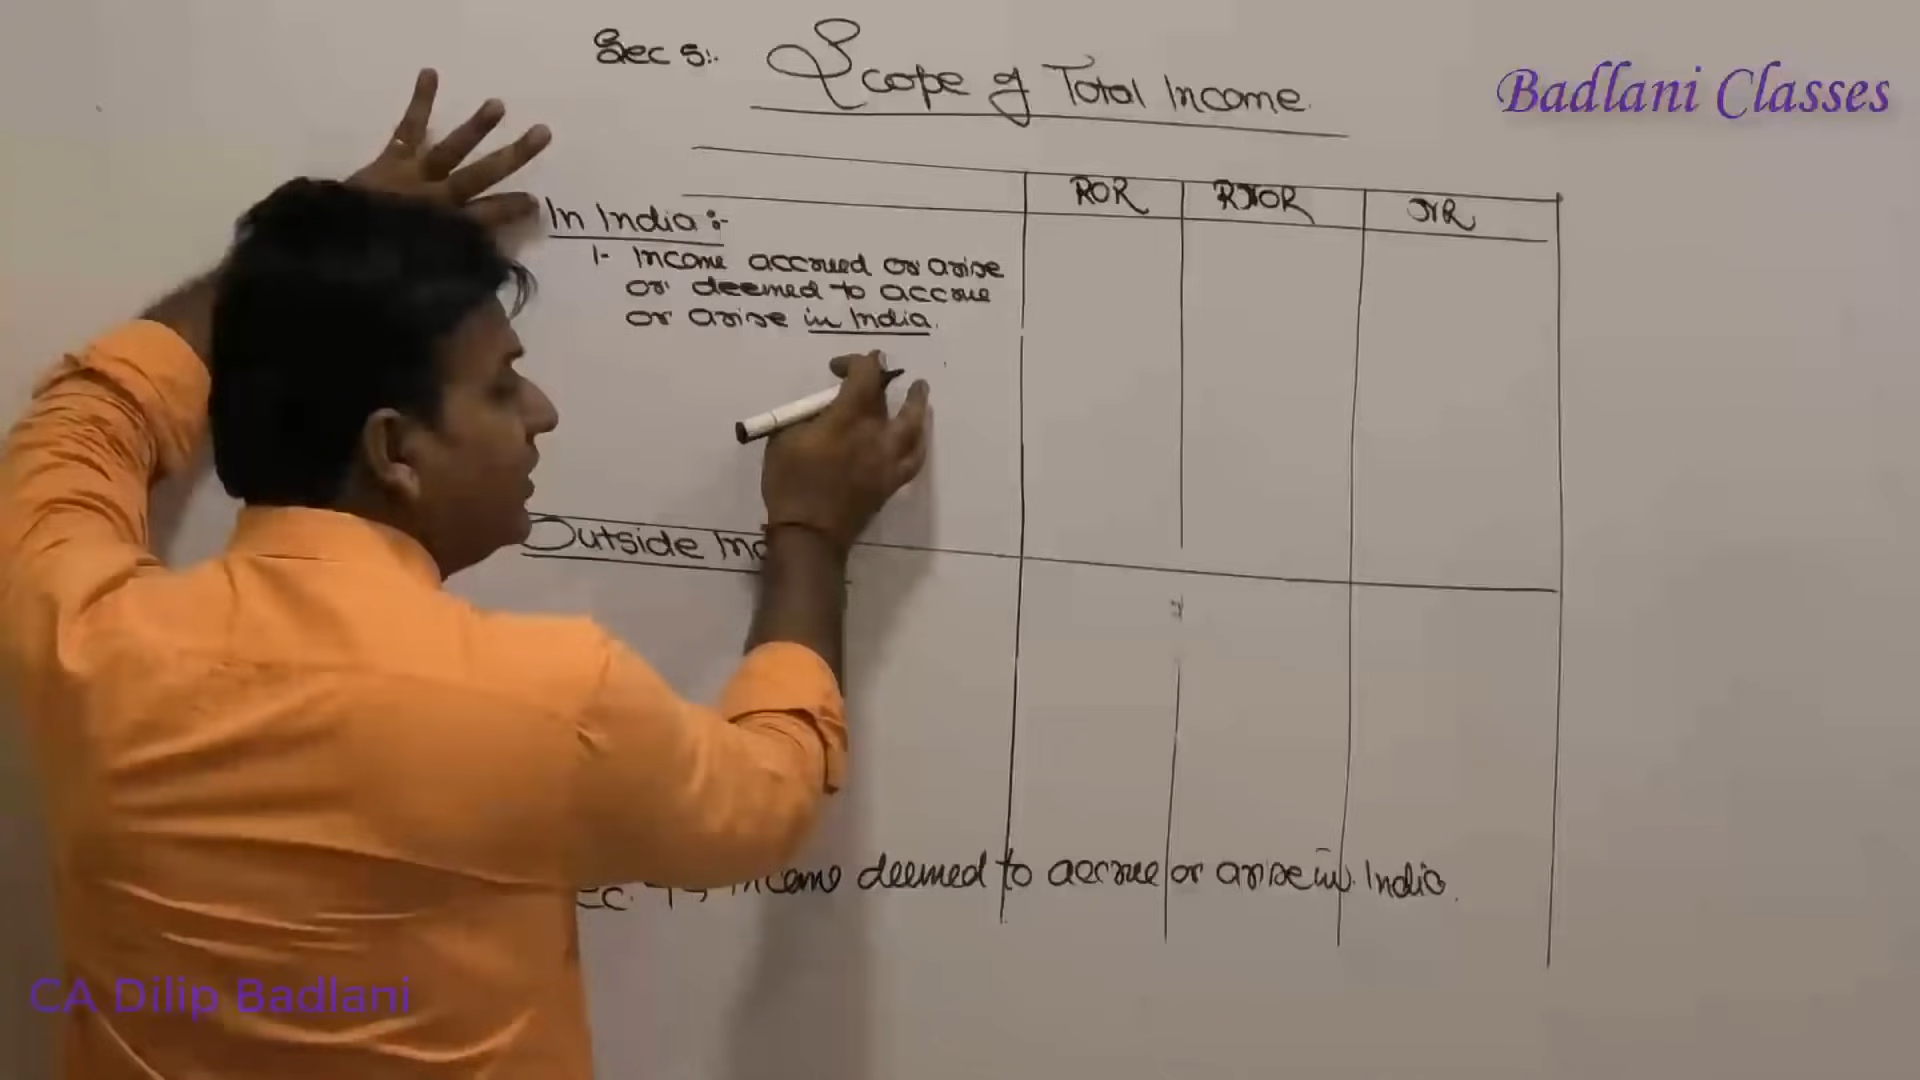 Sec 5:- Scope of Total Income
Badlani Classes
ROR RNOR NR
In India :-
1- Income accrued or arise
or deemed to accrue
or arise in India.
Outside
Income deemed to accrue or arise in India.
CA Dilip Badlani